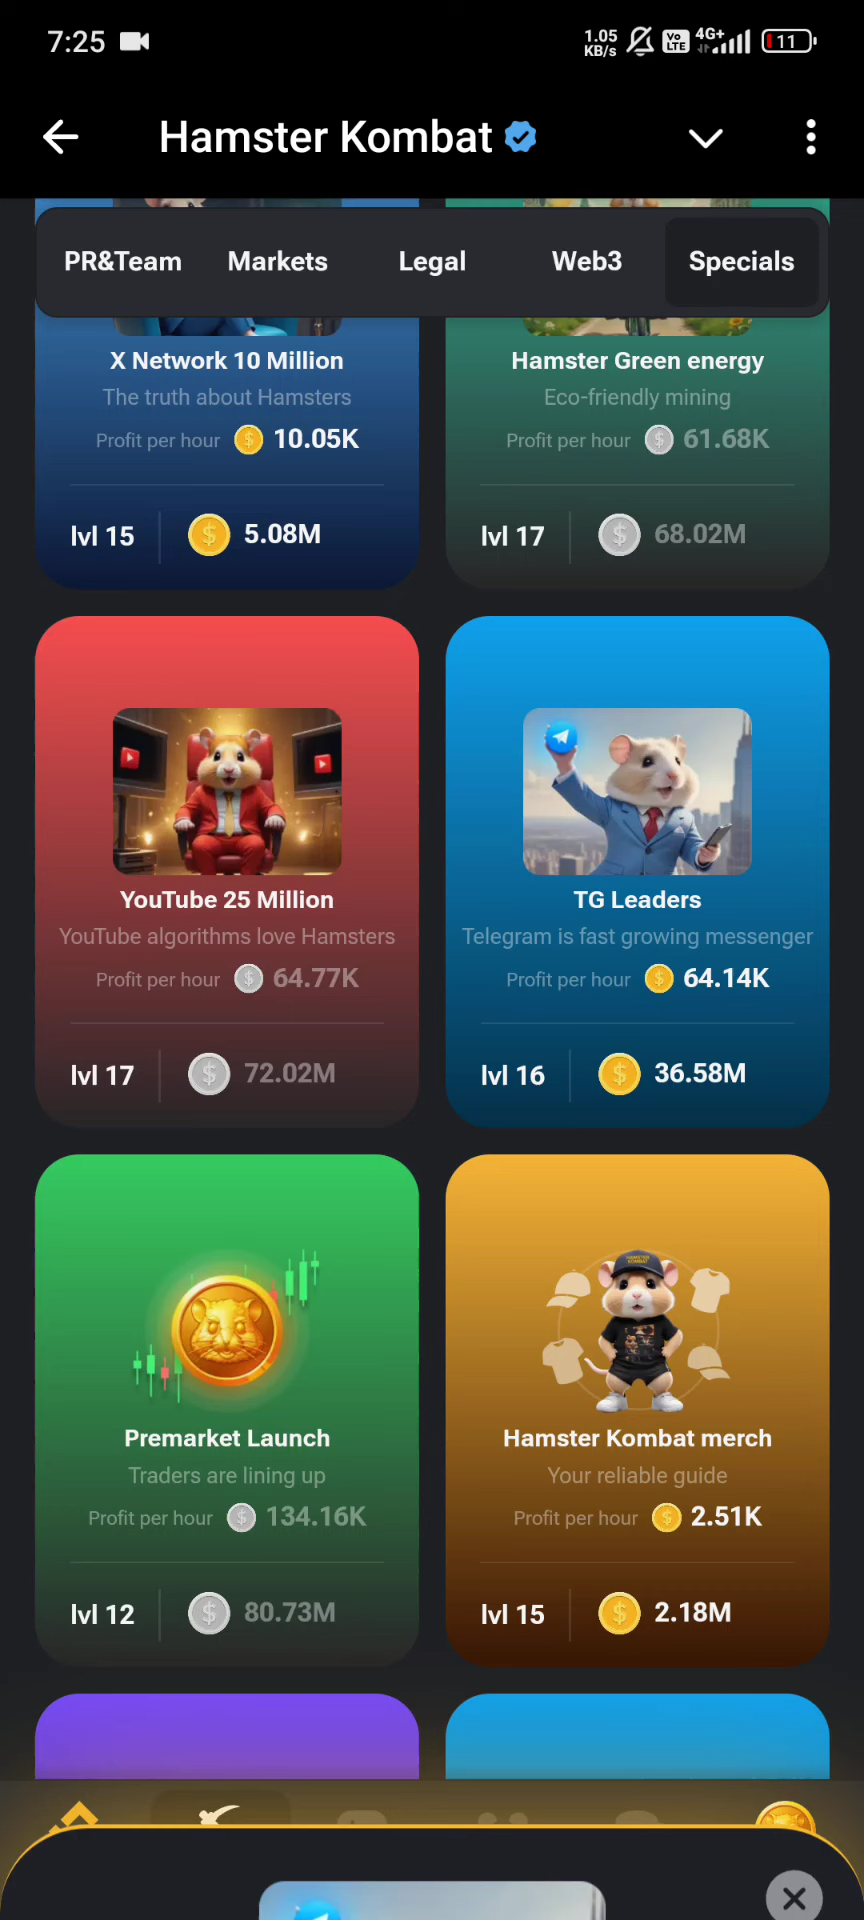 7:25
1.05
KB/s
Vo
LTE
4G+
11
Hamster Kombat
PR&Team
Markets
Legal
Web3
Specials
X Network 10 Million
The truth about Hamsters
Profit per hour 10.05K
lvl 15
5.08M
Hamster Green energy
Eco-friendly mining
Profit per hour 61.68K
lvl 17
68.02M
YouTube 25 Million
YouTube algorithms love Hamsters
Profit per hour 64.77K
lvl 17
72.02M
TG Leaders
Telegram is fast growing messenger
Profit per hour 64.14K
lvl 16
36.58M
Premarket Launch
Traders are lining up
Profit per hour 134.16K
lvl 12
80.73M
HAMSTER
KOMBAT
Hamster Kombat merch
Your reliable guide
Profit per hour 2.51K
lvl 15
2.18M